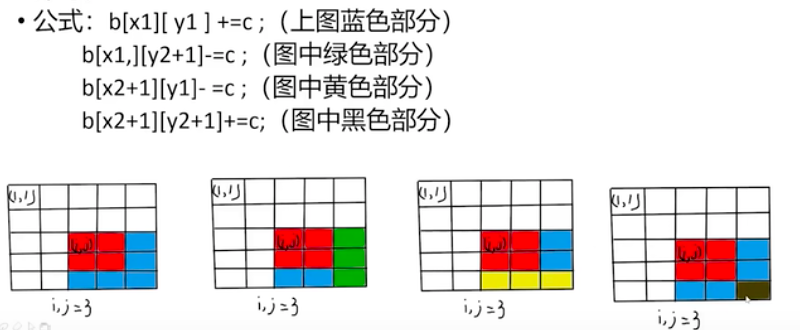 • 公式：b[x1][ y1 ] +=c ;（上图蓝色部分）
b[x1,][y2+1]-=c ;（图中绿色部分）
b[x2+1][y1]- =c ;（图中黄色部分）
b[x2+1][y2+1]+=c;（图中黑色部分）
(1,1) (1,1) (1,1) (1,1)
(i,j) (i,j) (i,j) (i,j)
i,j=3 i,j=3 i,j=3 i,j=3